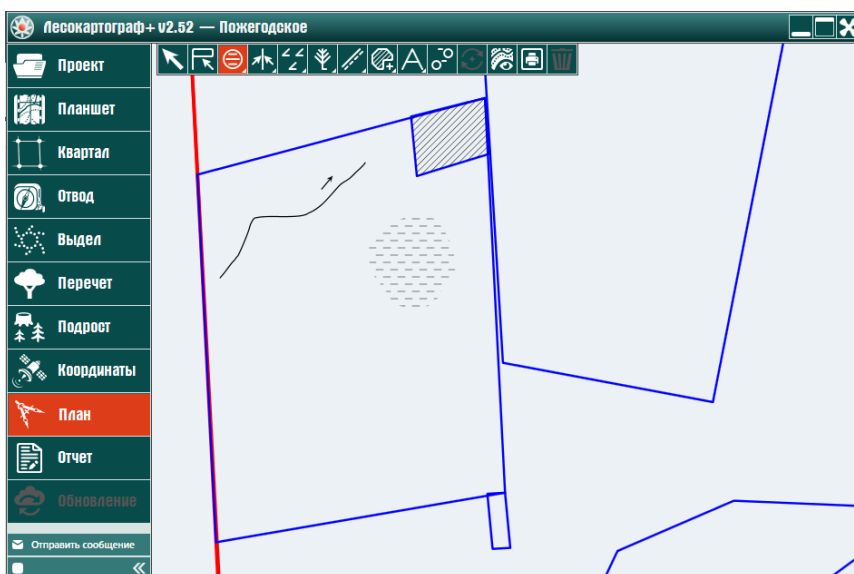 Лесокартограф+ v2.52 — Пожегодское
Проект
Планшет
Квартал
Отвод
Выдел
Перечет
Подрост
Координаты
План
Отчет
Обновление
Отправить сообщение